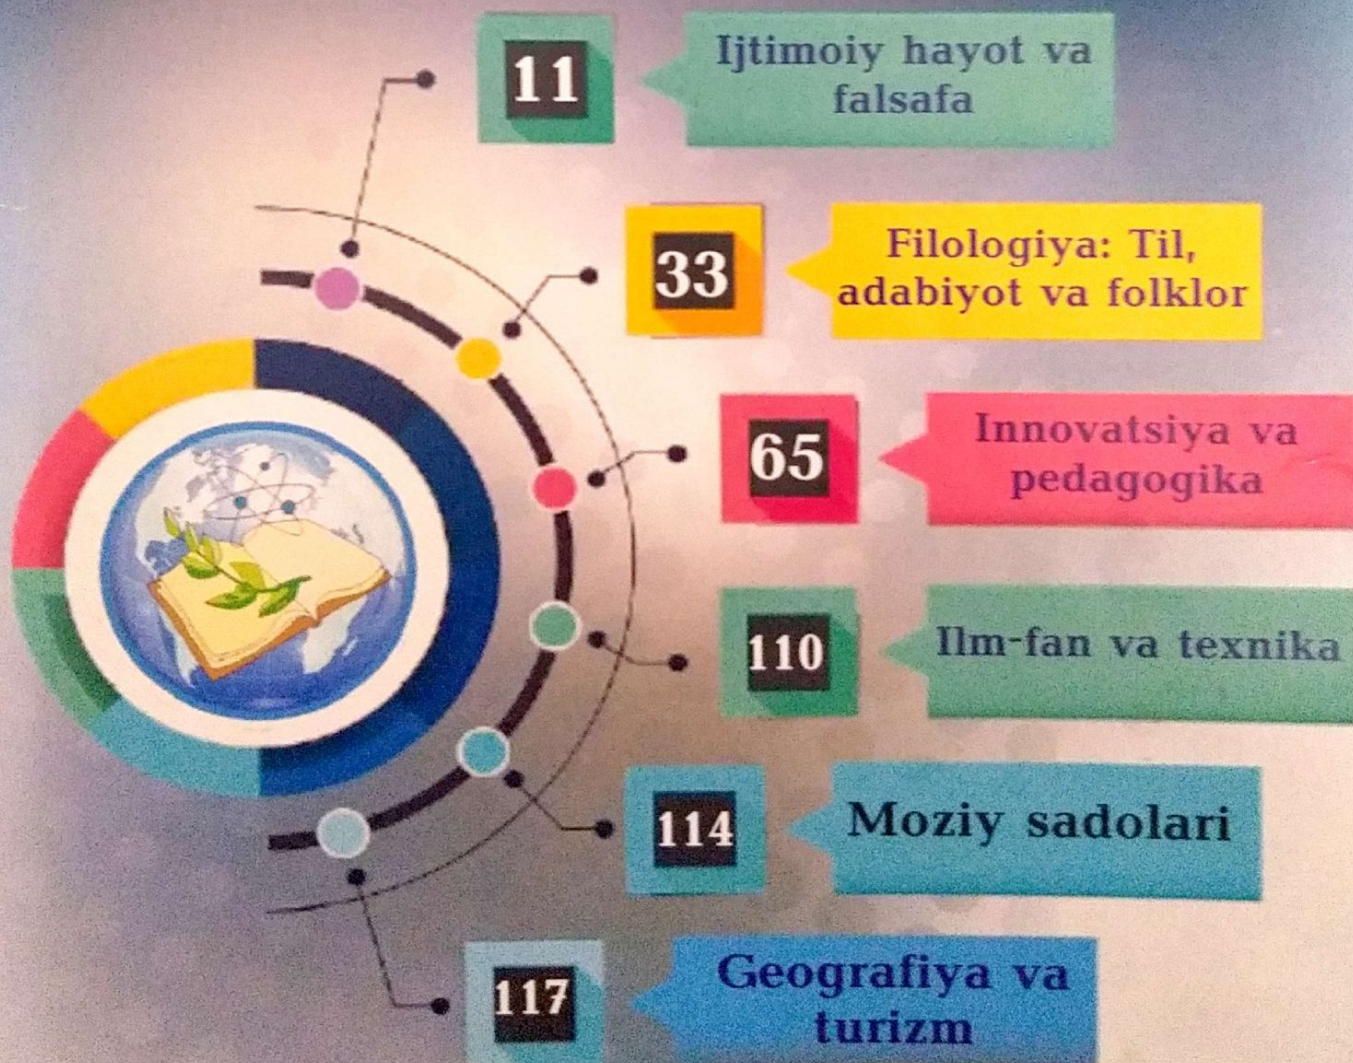 11
Ijtimoiy hayot va
falsafa
33
Filologiya: Til,
adabiyot va folklor
65
Innovatsiya va
pedagogika
110
Ilm-fan va texnika
114
Moziy sadolari
117
Geografiya va
turizm